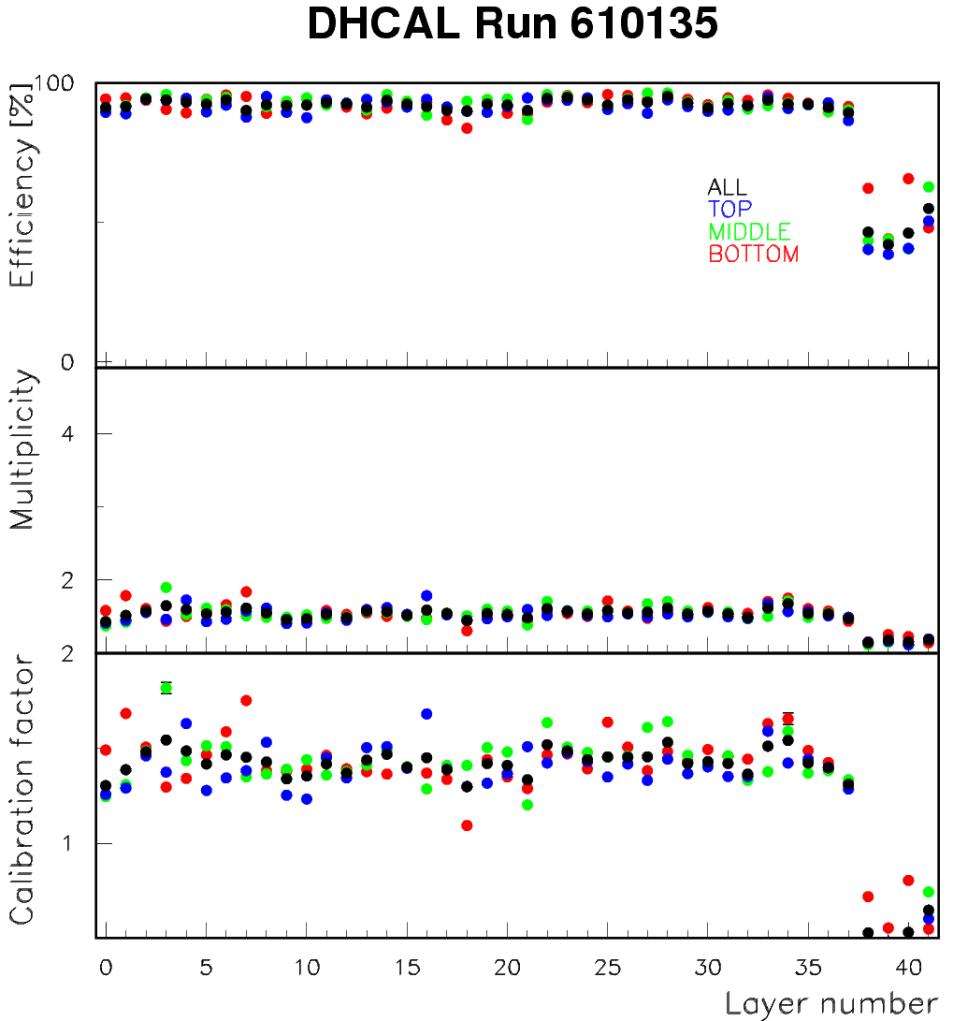 DHCAL Run 610135
100
Efficiency [%]
ALL
TOP
MIDDLE
BOTTOM
0
Multiplicity
4
2
Calibration factor
2
1
0 5 10 15 20 25 30 35 40
Layer number